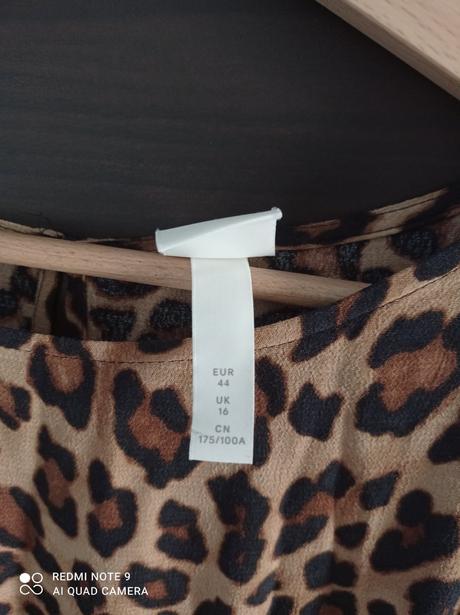 EUR
44
UK
16
CN
175/100A
REDMI NOTE 9
AI QUAD CAMERA